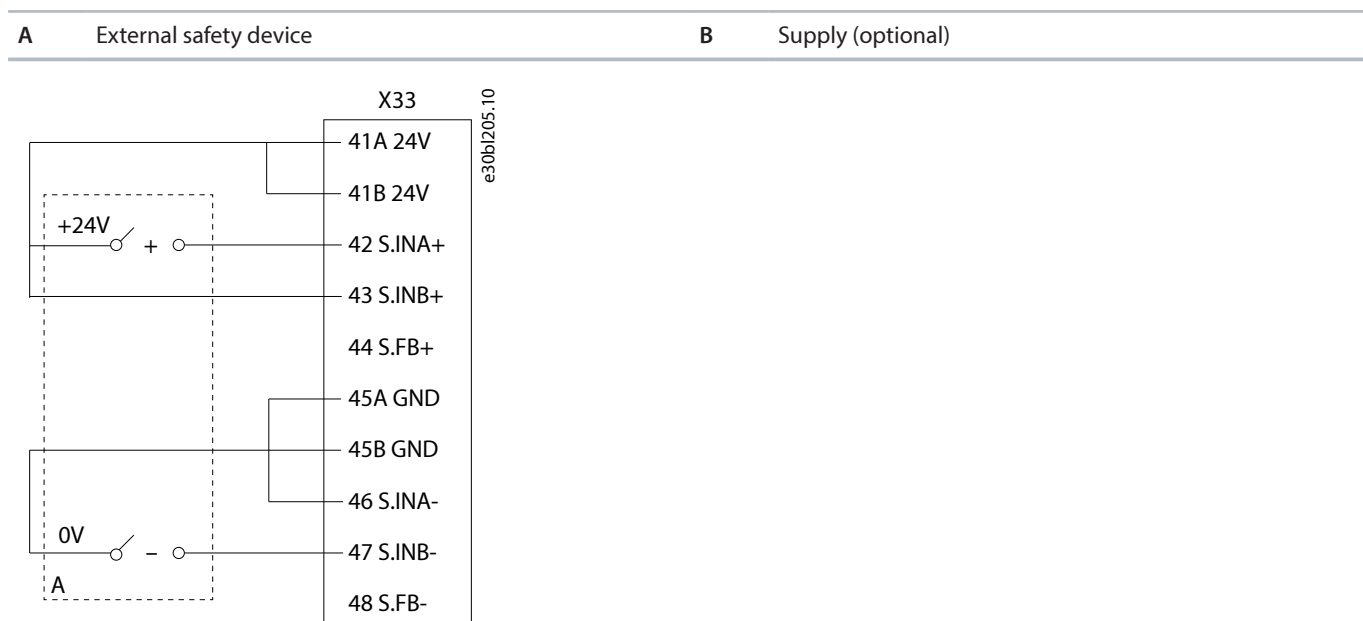 A External safety device B Supply (optional)
X33
e30bl205.10
41A 24V
41B 24V
+24V
+
42 S.INA+
43 S.INB+
44 S.FB+
45A GND
45B GND
46 S.INA-
0V
–
47 S.INB-
A
48 S.FB-